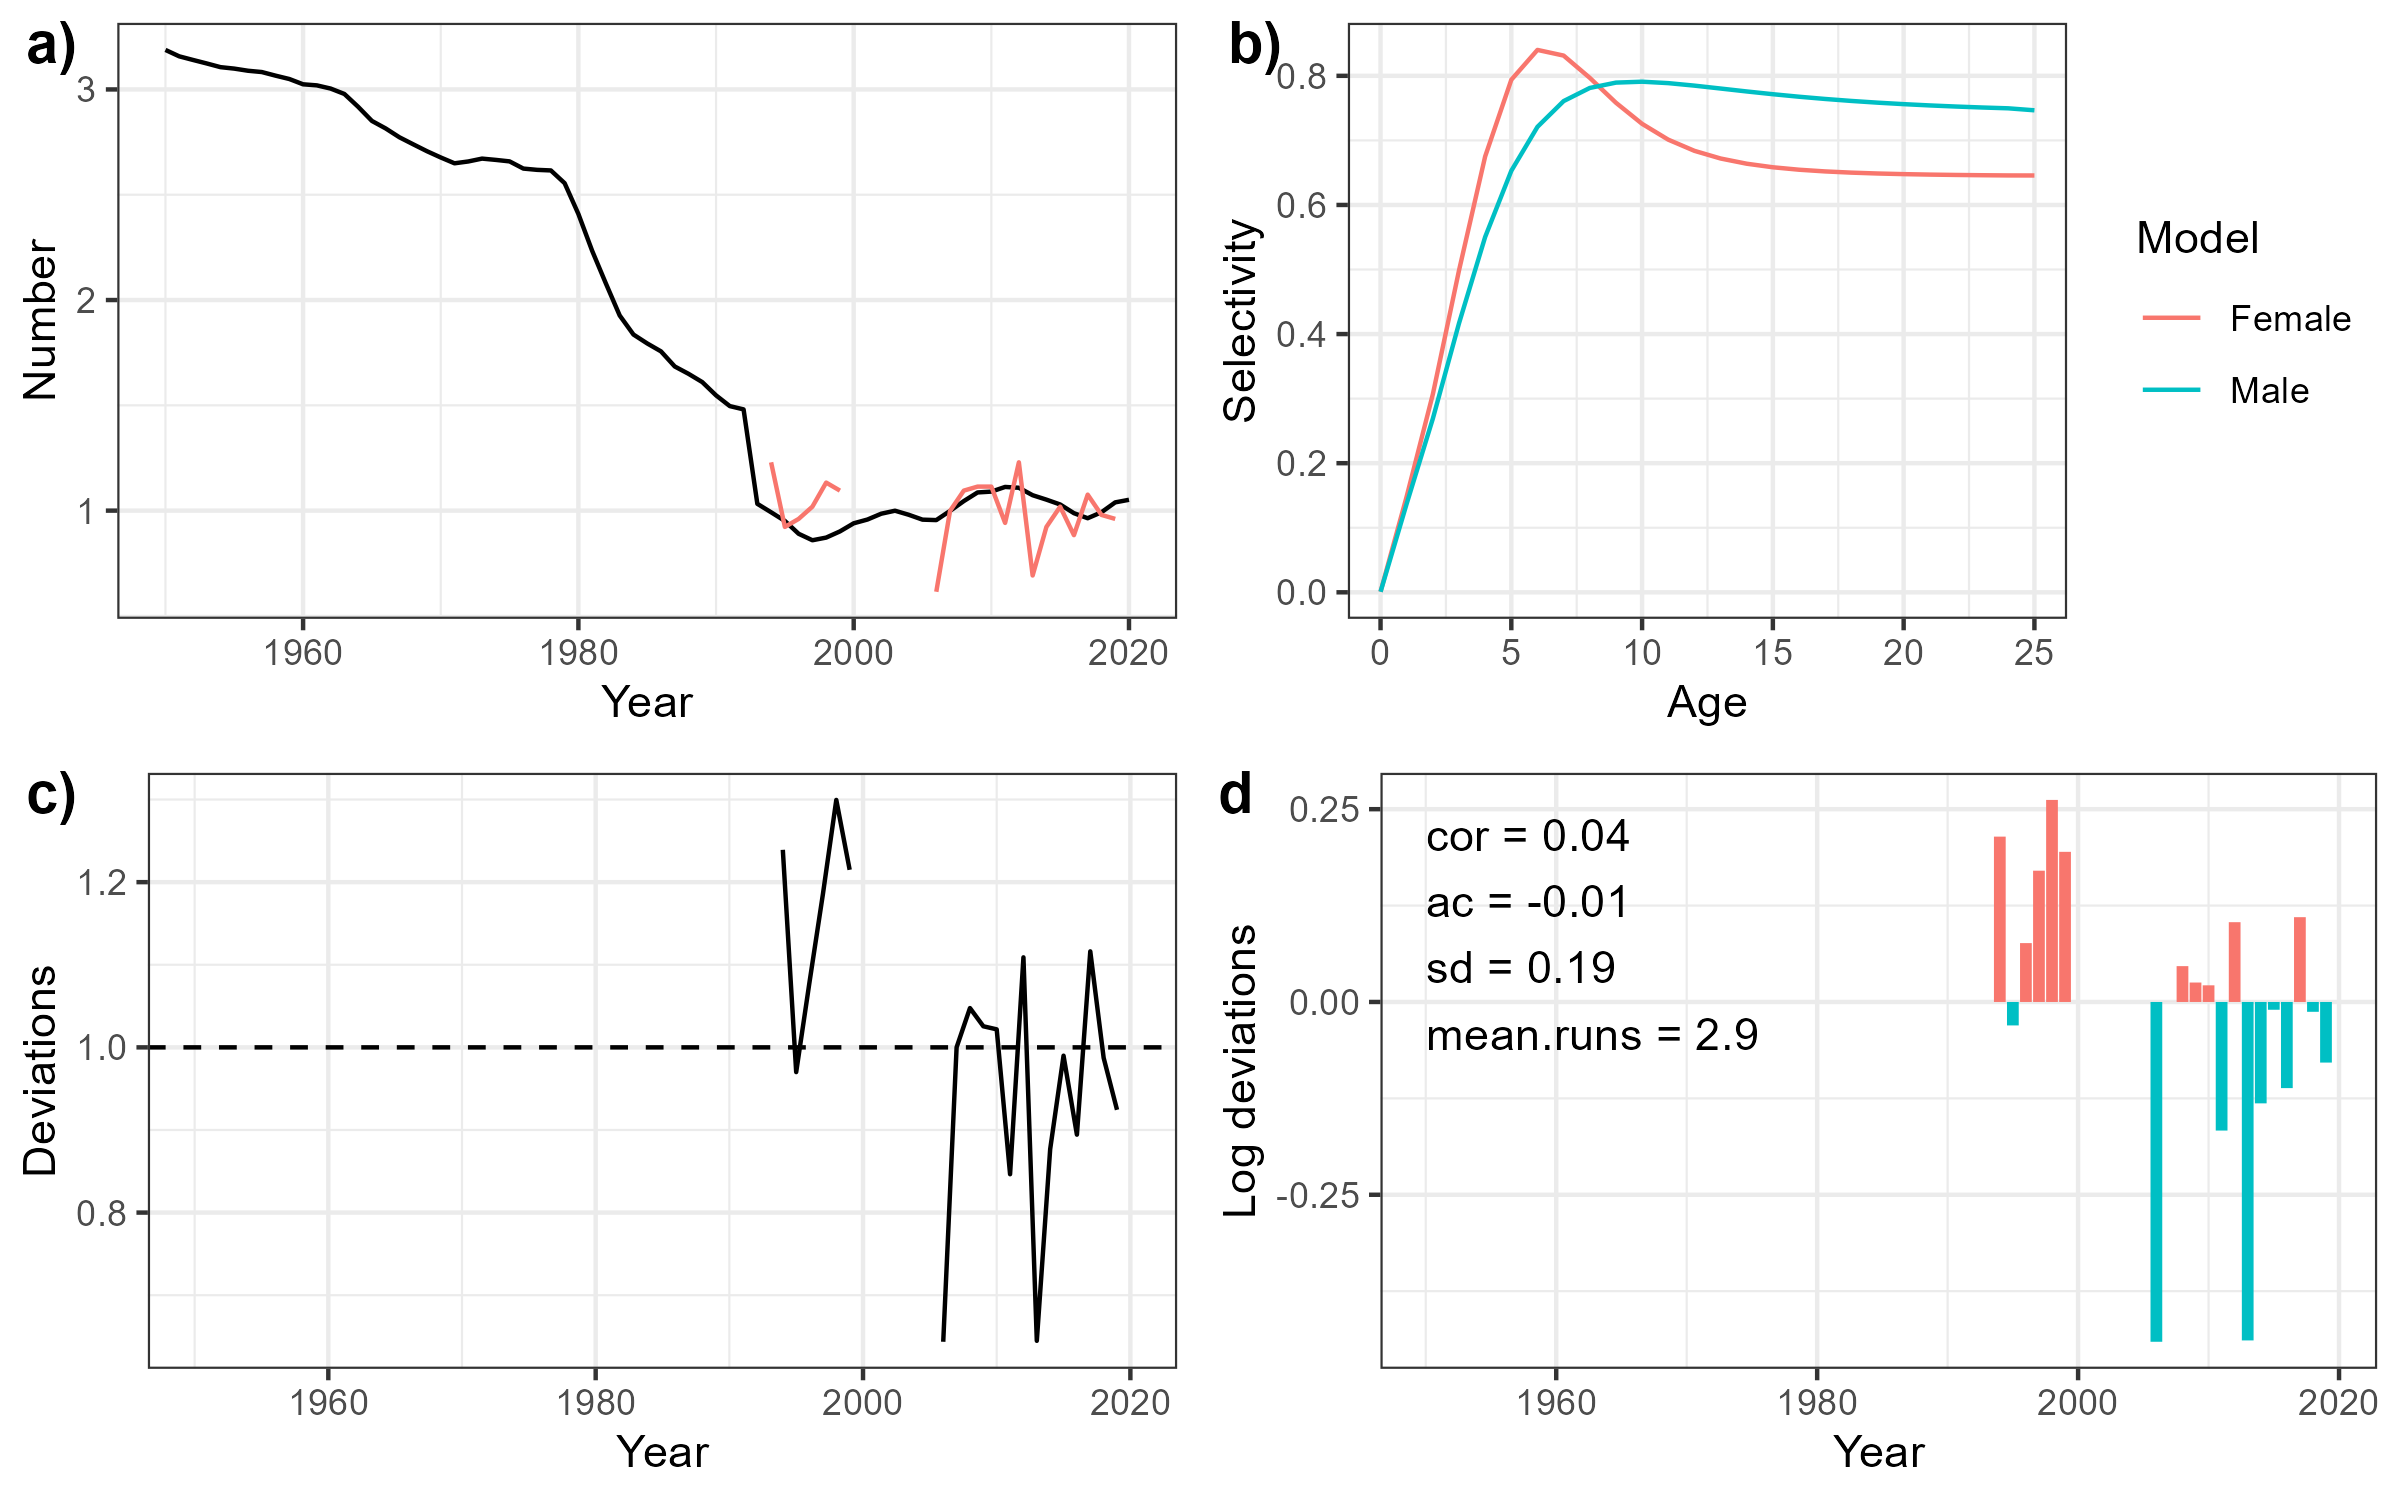 a)
3
2
1
Number
1960 1980 2000 2020
Year
b)
0.8
0.6
0.4
0.2
0.0
Selectivity
0 5 10 15 20 25
Age
Model
Female
Male
c)
1.2
1.0
0.8
Deviations
1960 1980 2000 2020
Year
d
0.25
0.00
-0.25
Log deviations
cor = 0.04
ac = -0.01
sd = 0.19
mean.runs = 2.9
1960 1980 2000 2020
Year